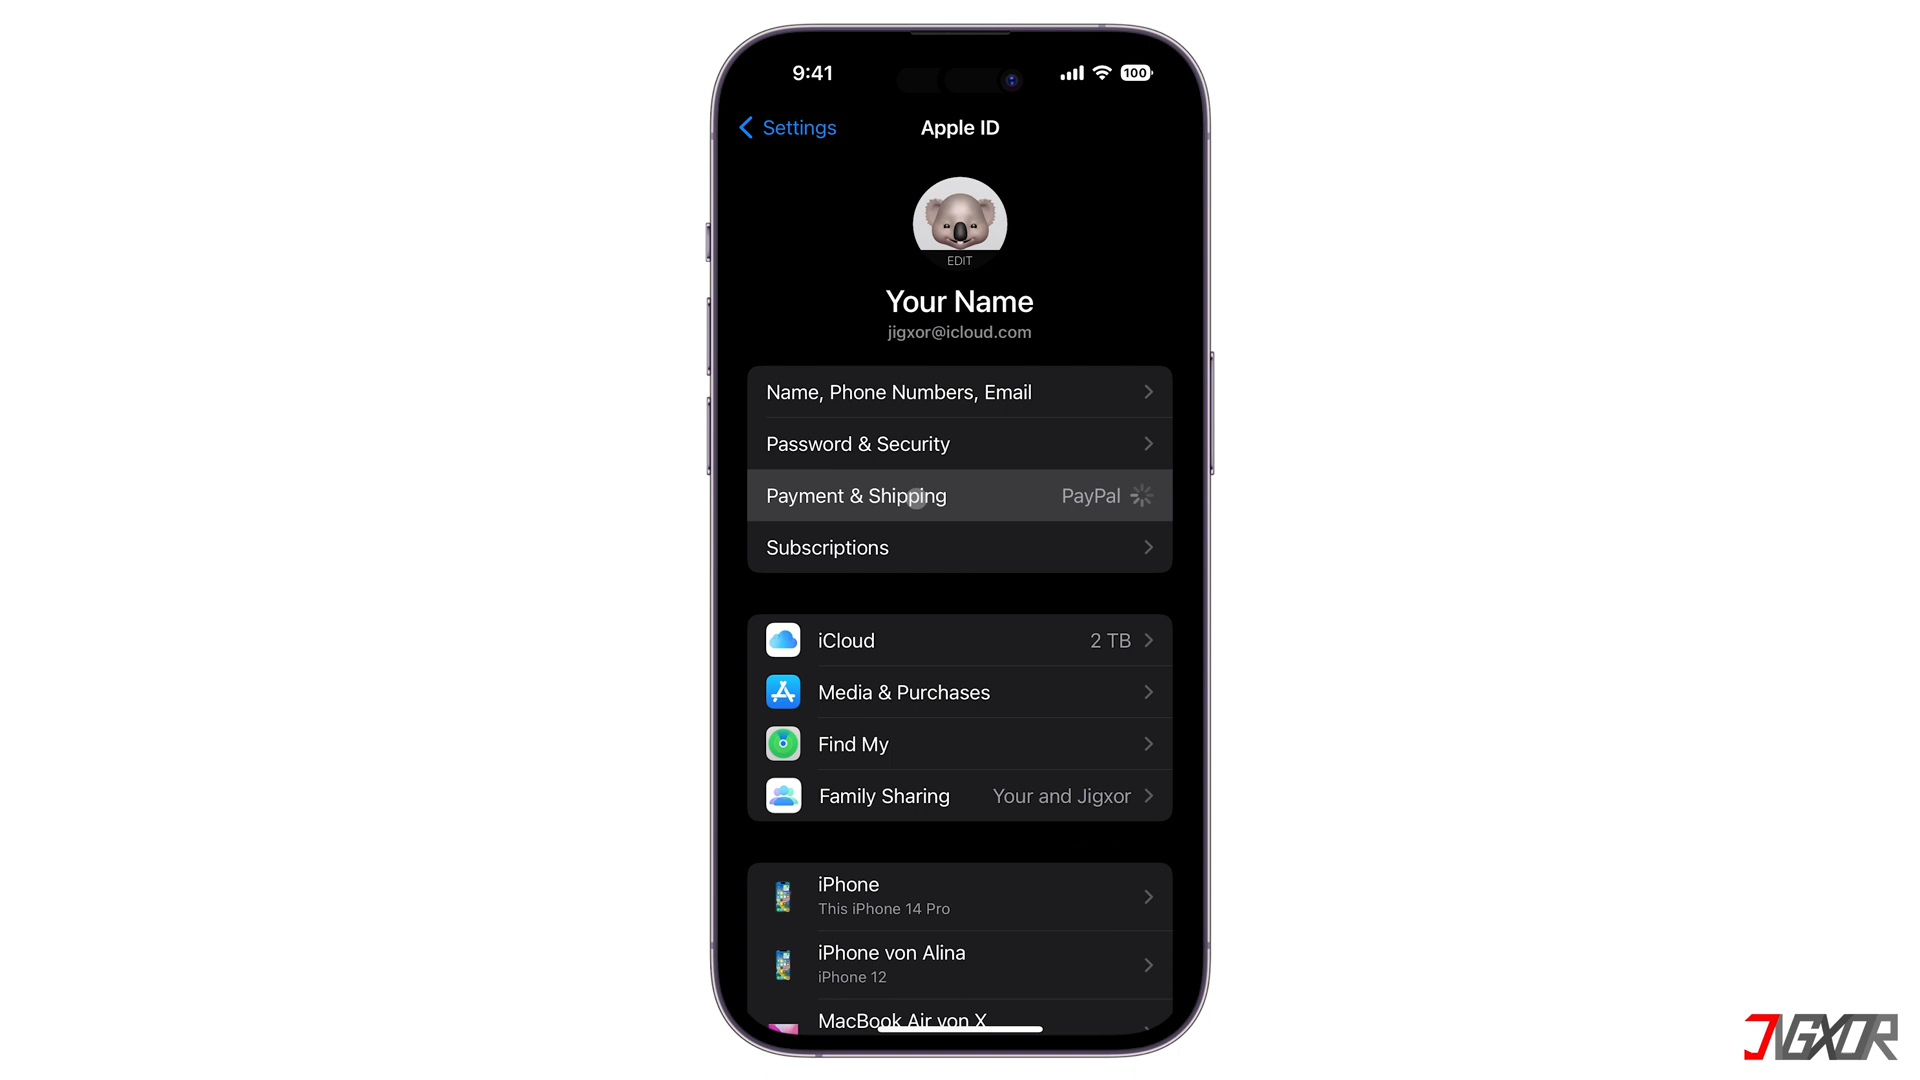 9:41
100
Settings
Apple ID
EDIT
Your Name
jigxor@icloud.com
Name, Phone Numbers, Email
Password & Security
Payment & Shipping PayPal
Subscriptions
iCloud 2 TB
Media & Purchases
Find My
Family Sharing Your and Jigxor
iPhone
This iPhone 14 Pro
iPhone von Alina
iPhone 12
MacBook Air von X
JIGXOR